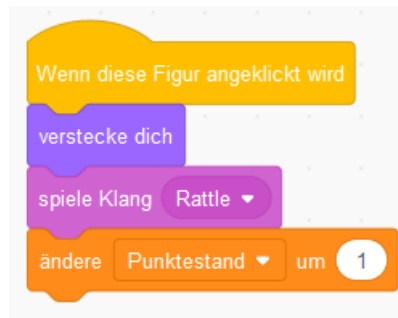 Wenn diese Figur angeklickt wird
verstecke dich
spiele Klang Rattle
ändere Punktestand um 1